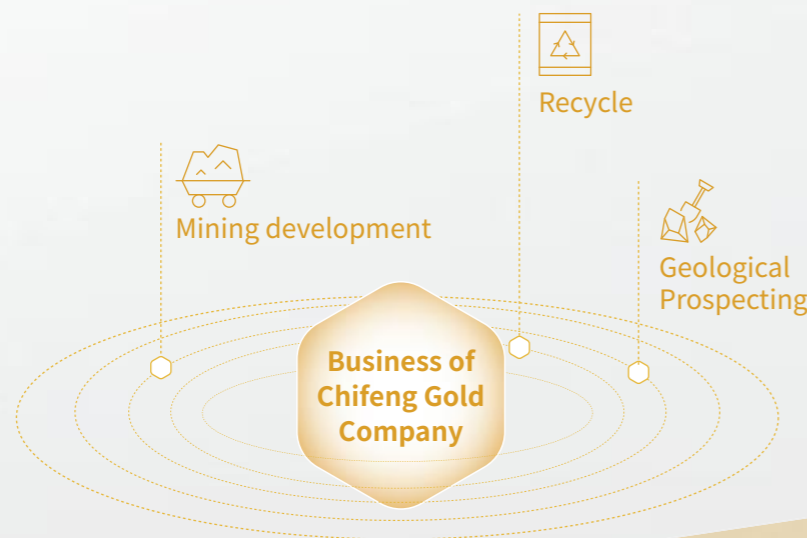 Recycle
Mining development
Geological
Prospecting
Business of
Chifeng Gold
Company